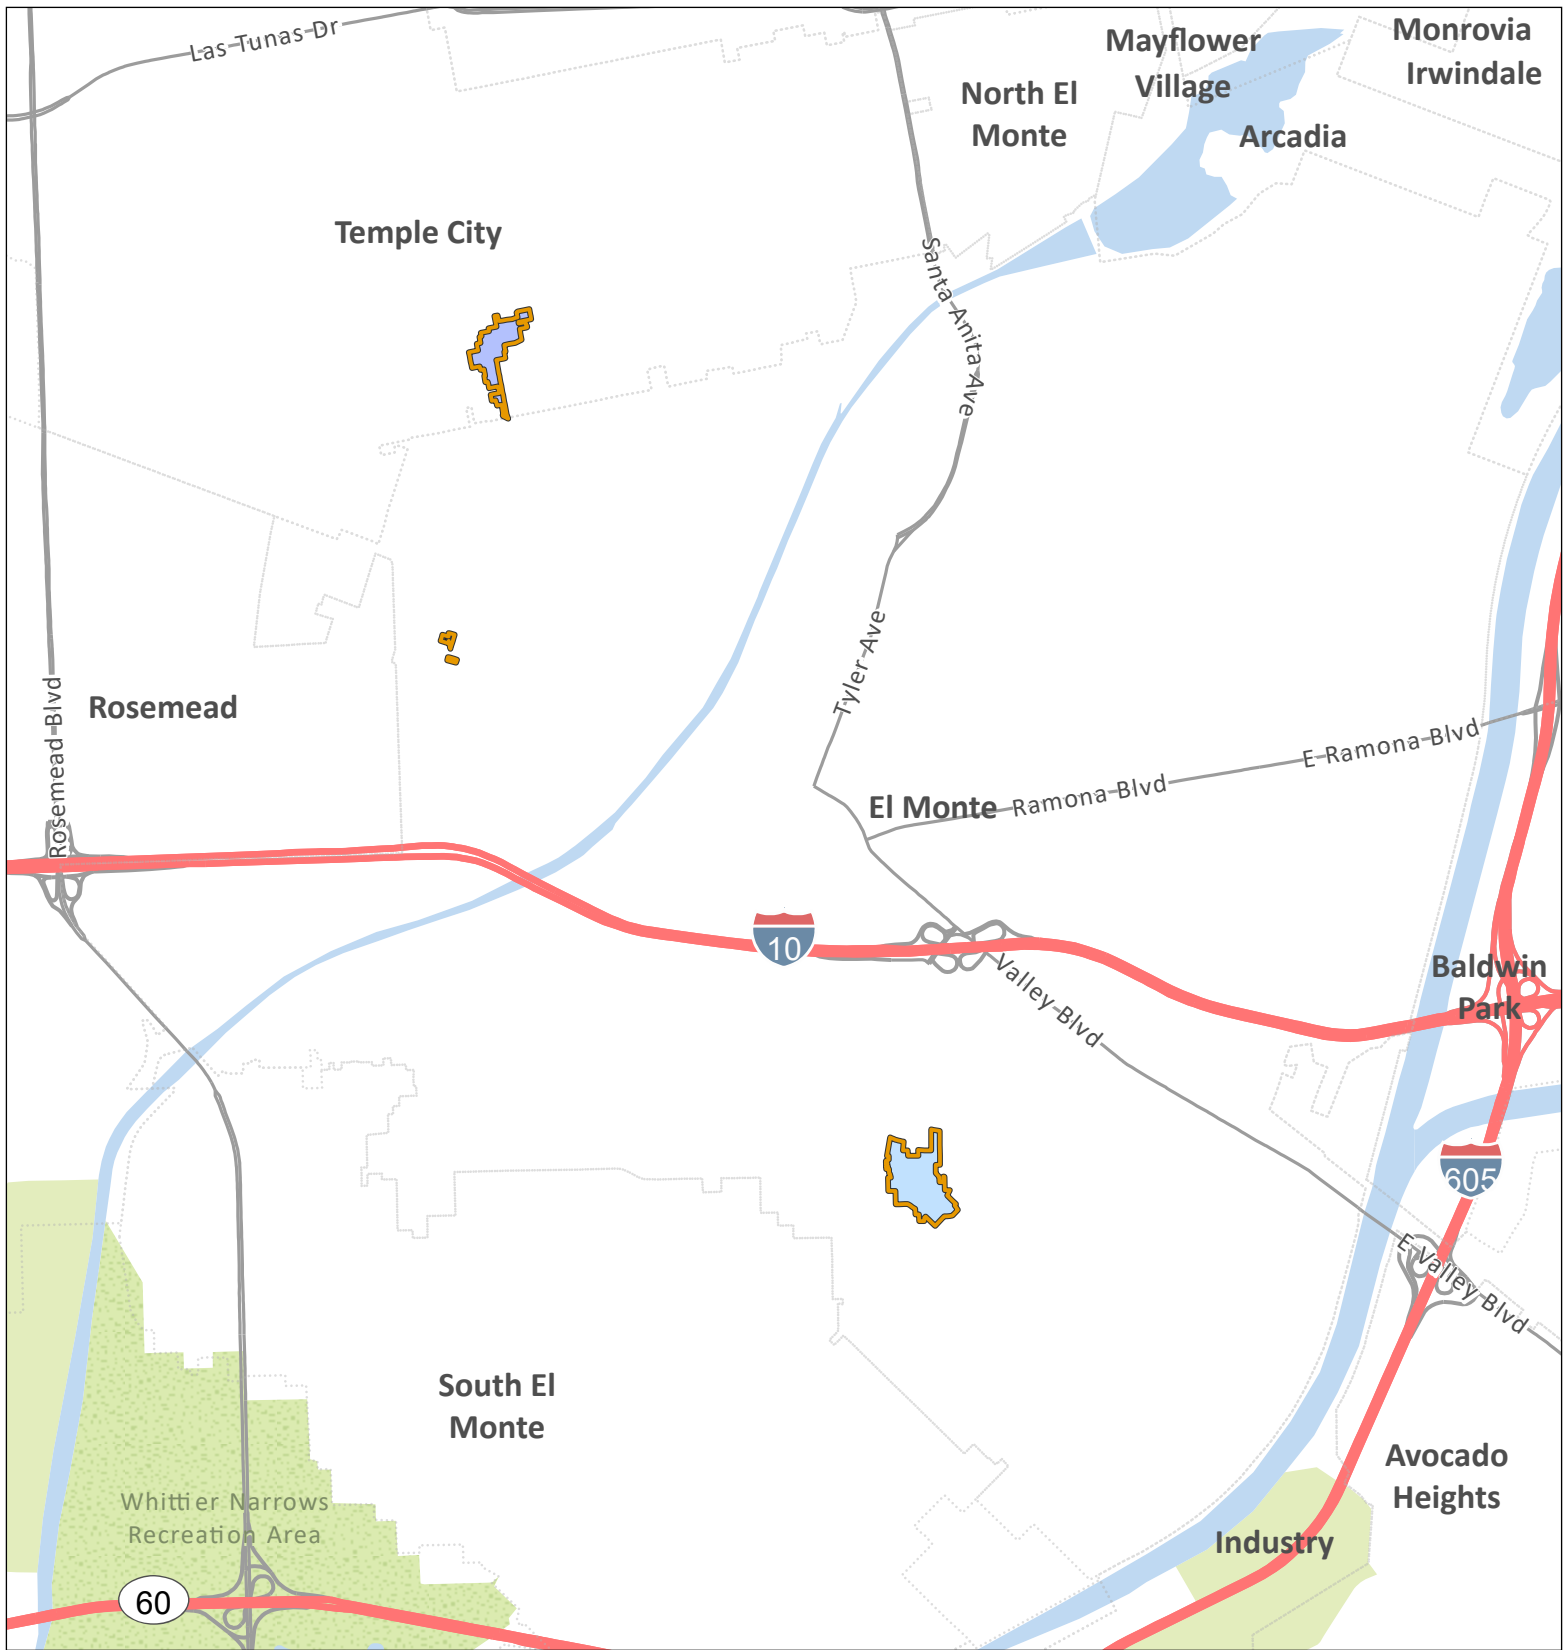 Las Tunas Dr
Mayflower
Village
Monrovia
Irwindale
North El
Monte
Arcadia
Temple City
Santa Anita Ave
Tyler Ave
Rosemead
Rosemead Blvd
E Ramona Blvd
El Monte
Ramona Blvd
10
Valley Blvd
Baldwin
Park
605
E Valley Blvd
South El
Monte
Avocado
Heights
Whittier Narrows
Recreation Area
Industry
60